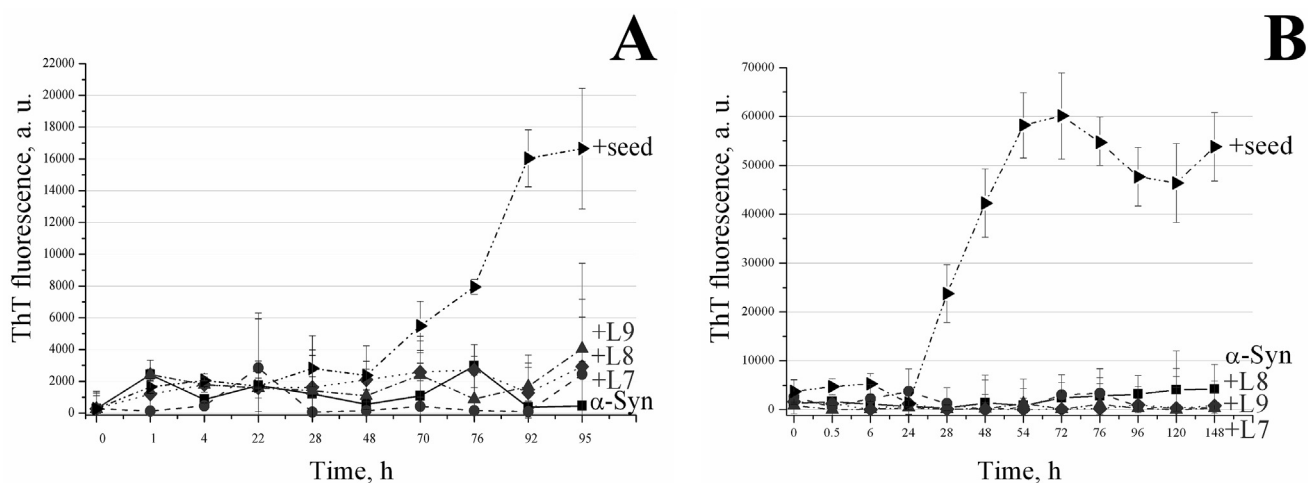 A
ThT fluorescence, a. u.
22000
20000
18000
16000
14000
12000
10000
8000
6000
4000
2000
0
+seed
+L9
+L8
+L7
α-Syn
0 1 4 22 28 48 70 76 92 95
Time, h
B
ThT fluorescence, a. u.
70000
60000
50000
40000
30000
20000
10000
0
+seed
α-Syn
+L8
+L9
+L7
0 0.5 6 24 28 48 54 72 76 96 120 148
Time, h